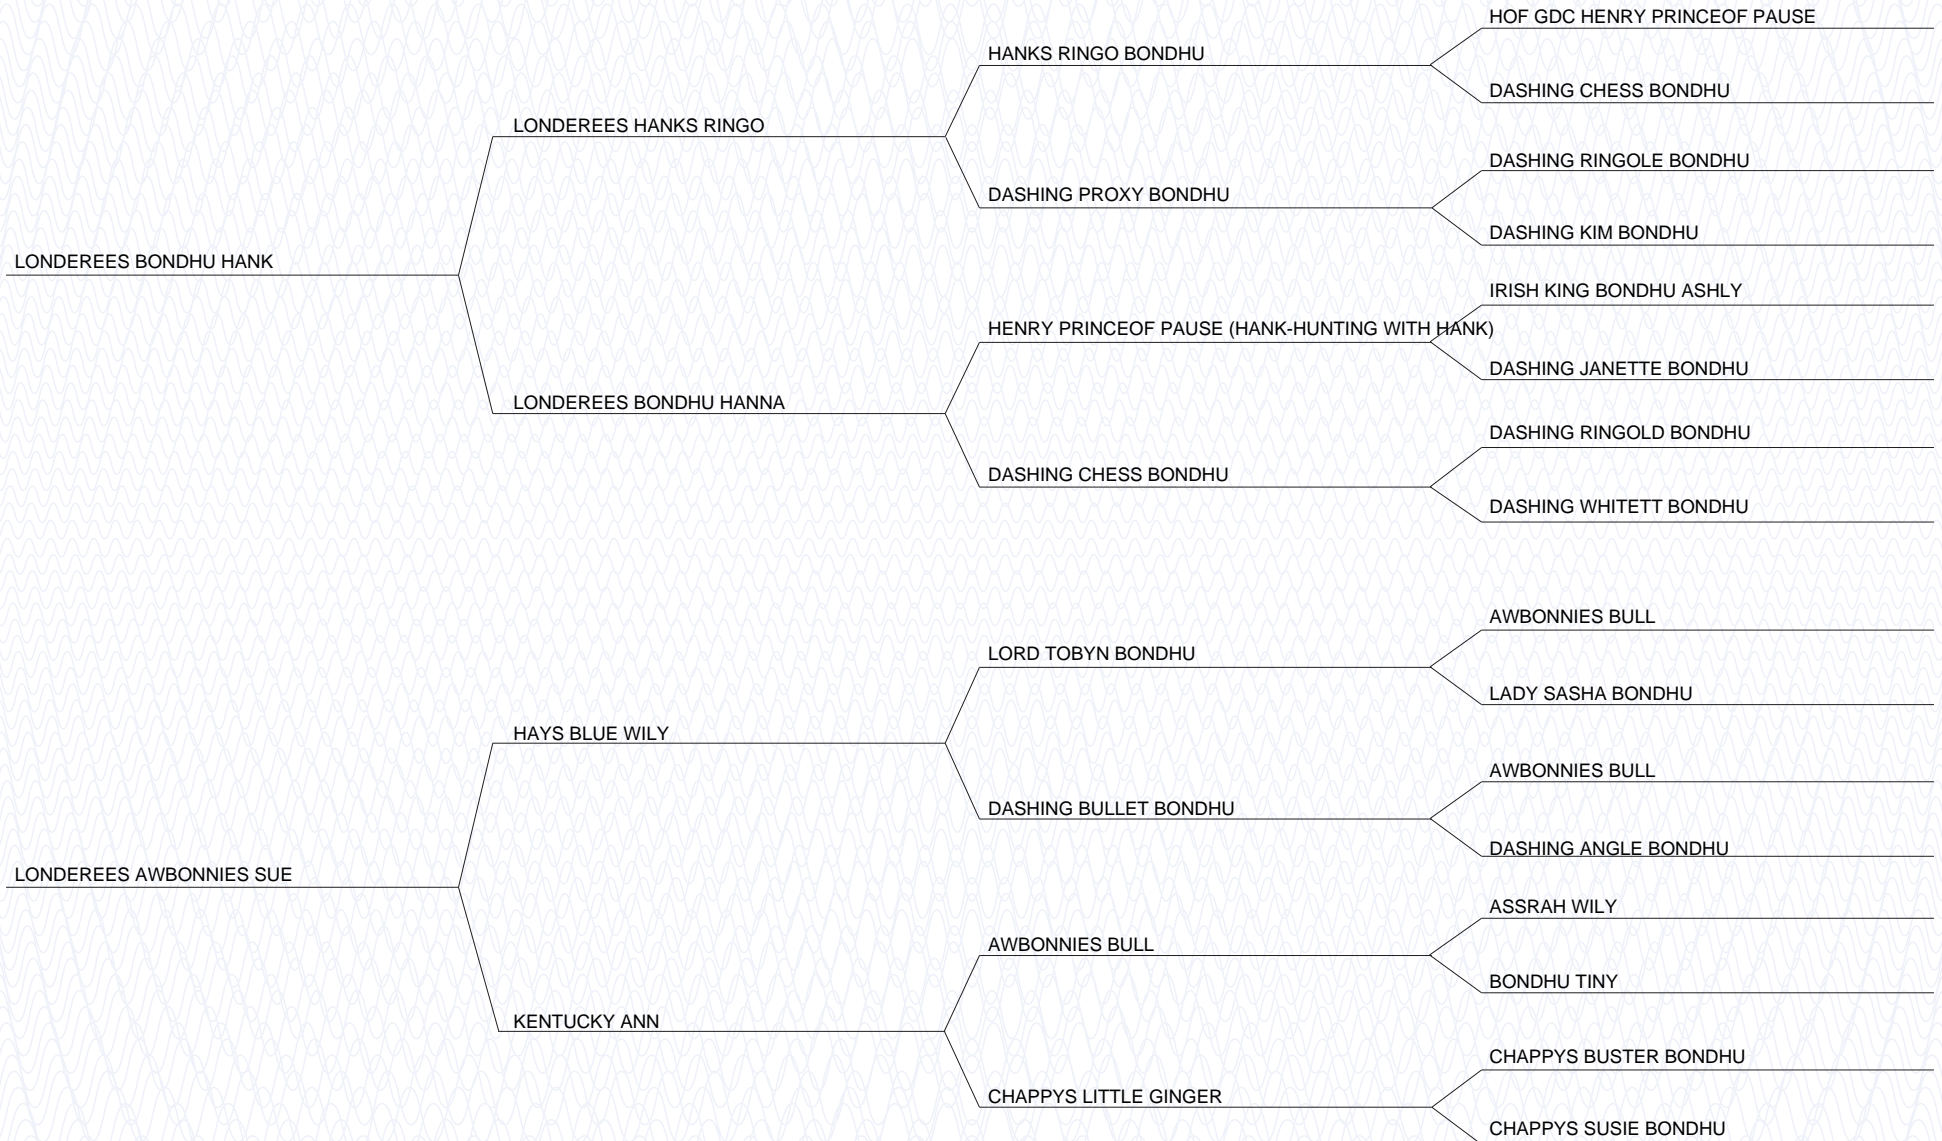 HOF GDC HENRY PRINCEOF PAUSE
HANKS RINGO BONDHU
DASHING CHESS BONDHU
LONDEREES HANKS RINGO
DASHING RINGOLE BONDHU
DASHING PROXY BONDHU
DASHING KIM BONDHU
LONDEREES BONDHU HANK
IRISH KING BONDHU ASHLY
HENRY PRINCEOF PAUSE (HANK-HUNTING WITH HANK)
DASHING JANETTE BONDHU
LONDEREES BONDHU HANNA
DASHING RINGOLD BONDHU
DASHING CHESS BONDHU
DASHING WHITETT BONDHU
AWBONNIES BULL
LORD TOBYN BONDHU
LADY SASHA BONDHU
HAYS BLUE WILY
AWBONNIES BULL
DASHING BULLET BONDHU
DASHING ANGLE BONDHU
LONDEREES AWBONNIES SUE
ASSRAH WILY
AWBONNIES BULL
BONDHU TINY
KENTUCKY ANN
CHAPPYS BUSTER BONDHU
CHAPPYS LITTLE GINGER
CHAPPYS SUSIE BONDHU